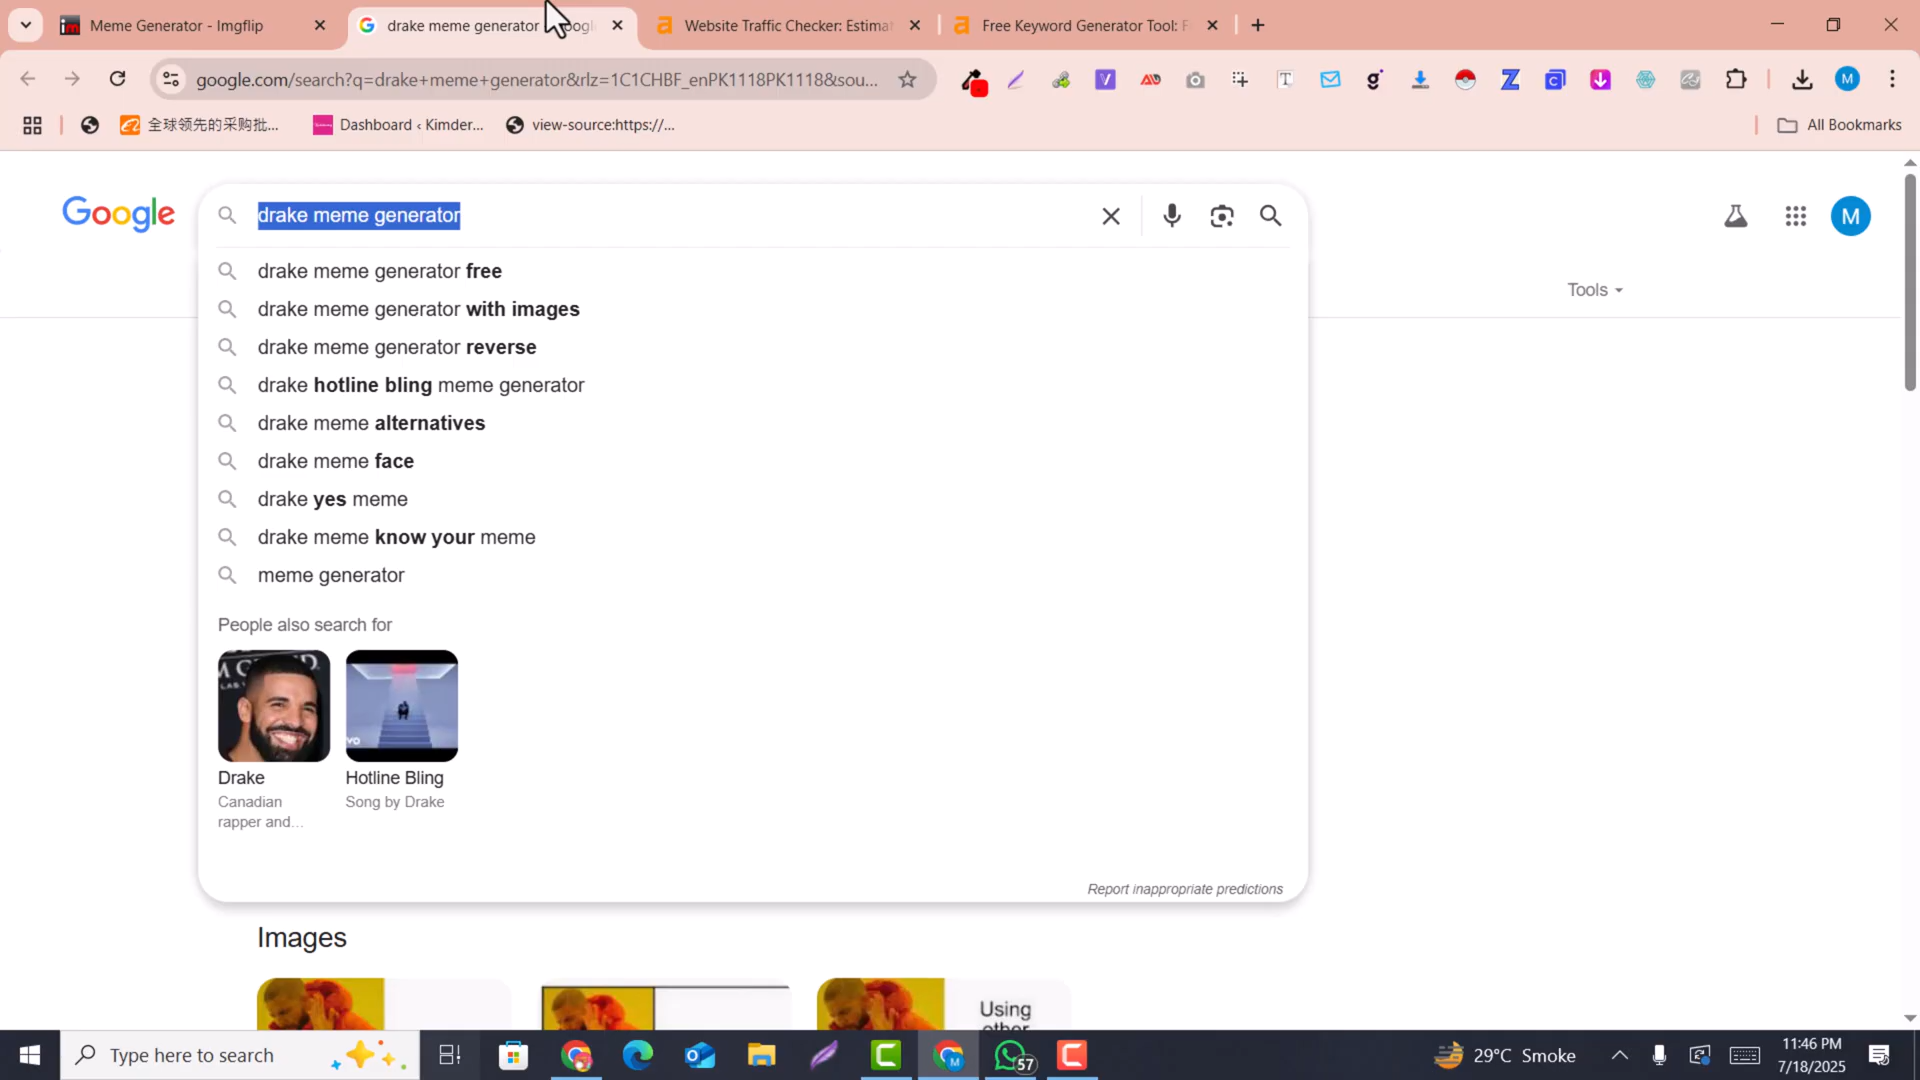 Meme Generator - Imgflip
drake meme generator
Website Traffic Checker: Estima
Free Keyword Generator Tool: F
google.com/search?q=drake+meme+generator&rlz=1C1CHBF_enPK1118PK1118&sou...
全球领先的采购批...
Dashboard ‹ Kimder...
view-source:https://...
All Bookmarks
Google
drake meme generator
M
Tools
drake meme generator free
drake meme generator with images
drake meme generator reverse
drake hotline bling meme generator
drake meme alternatives
drake meme face
drake yes meme
drake meme know your meme
meme generator
People also search for
Drake
Canadian
rapper and...
Hotline Bling
Song by Drake
Report inappropriate predictions
Images
Using
other
Type here to search
57
29°C Smoke
11:46 PM
7/18/2025